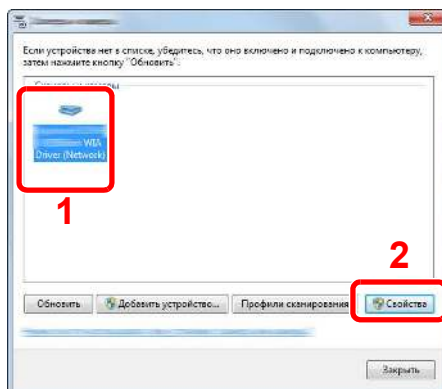 Если устройства нет в списке, убедитесь, что оно включено и подключено к компьютеру,
затем нажмите кнопку "Обновить".
WIA
Driver (Network)
1
2
Обновить
Добавить устройство...
Профили сканирования
Свойства
Закрыть